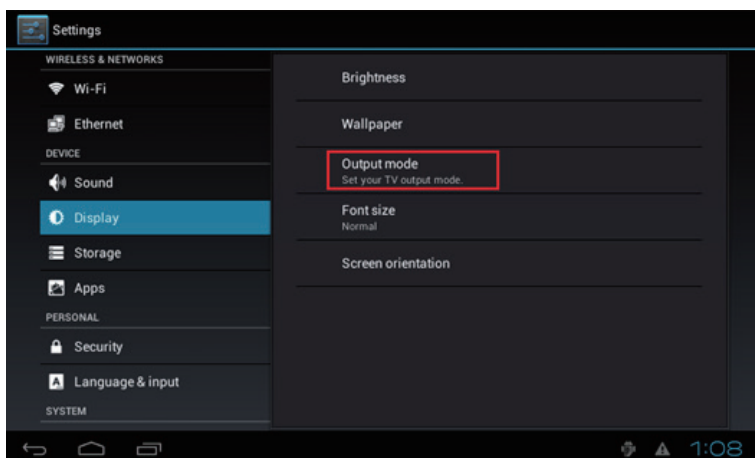 Settings
WIRELESS & NETWORKS
Wi-Fi
Ethernet
DEVICE
Sound
Display
Storage
Apps
PERSONAL
Security
Language & input
SYSTEM
Brightness
Wallpaper
Output mode
Set your TV output mode.
Font size
Normal
Screen orientation
1:08